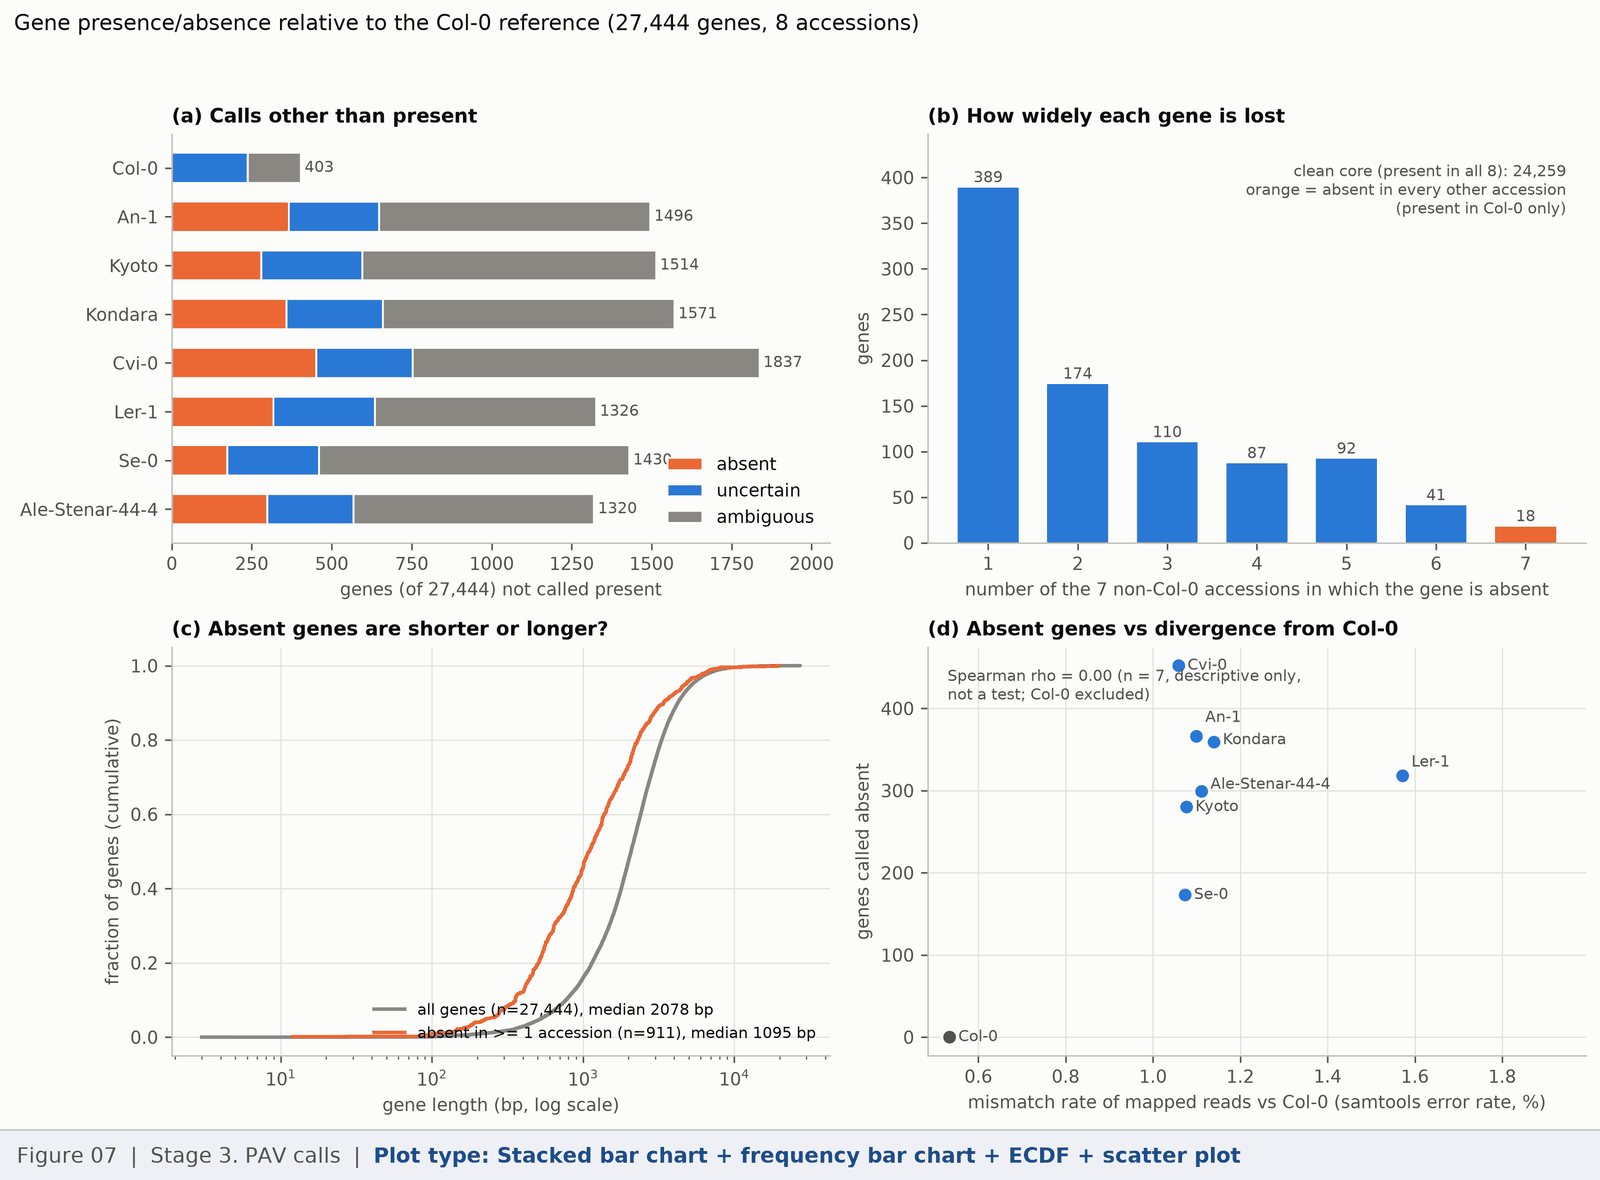 Gene presence/absence relative to the Col-0 reference (27,444 genes, 8 accessions)
(a) Calls other than present
Col-0
403
An-1
1496
Kyoto
1514
Kondara
1571
Cvi-0
1837
Ler-1
1326
Se-0
1430
Ale-Stenar-44-4
1320
absent
uncertain
ambiguous
0 250 500 750 1000 1250 1500 1750 2000
genes (of 27,444) not called present
(b) How widely each gene is lost
clean core (present in all 8): 24,259
orange = absent in every other accession
(present in Col-0 only)
genes
400
350
300
250
200
150
100
50
0
389
174
110
87
92
41
18
1 2 3 4 5 6 7
number of the 7 non-Col-0 accessions in which the gene is absent
(c) Absent genes are shorter or longer?
fraction of genes (cumulative)
1.0
0.8
0.6
0.4
0.2
0.0
all genes (n=27,444), median 2078 bp
absent in >= 1 accession (n=911), median 1095 bp
10¹ 10² 10³ 10⁴
gene length (bp, log scale)
(d) Absent genes vs divergence from Col-0
Spearman rho = 0.00 (n = 7, descriptive only,
not a test; Col-0 excluded)
genes called absent
400
300
200
100
0
Cvi-0
An-1
Kondara
Ler-1
Ale-Stenar-44-4
Kyoto
Se-0
Col-0
0.6 0.8 1.0 1.2 1.4 1.6 1.8
mismatch rate of mapped reads vs Col-0 (samtools error rate, %)
Figure 07 | Stage 3. PAV calls | Plot type: Stacked bar chart + frequency bar chart + ECDF + scatter plot